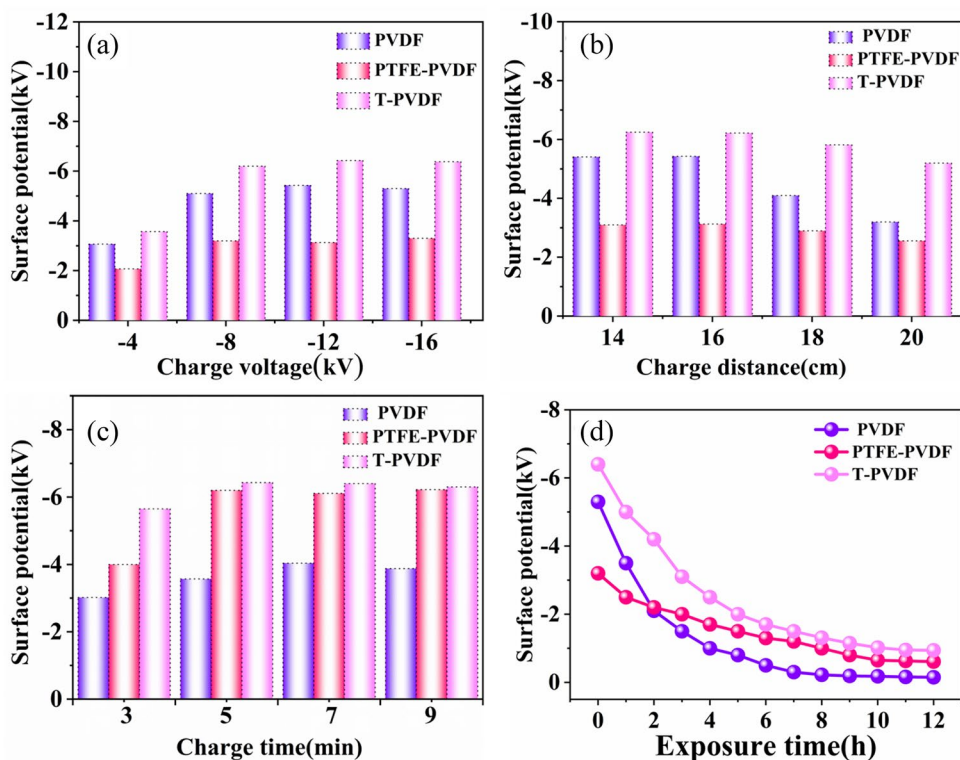 (a)
PVDF
PTFE-PVDF
T-PVDF
Surface potential(kV)
-12
-10
-8
-6
-4
-2
0
-4 -8 -12 -16
Charge voltage(kV)
(b)
PVDF
PTFE-PVDF
T-PVDF
Surface potential(kV)
-10
-8
-6
-4
-2
0
14 16 18 20
Charge distance(cm)
(c)
PVDF
PTFE-PVDF
T-PVDF
Surface potential(kV)
-8
-6
-4
-2
0
3 5 7 9
Charge time(min)
(d)
PVDF
PTFE-PVDF
T-PVDF
Surface potential(kV)
-8
-6
-4
-2
0
0 2 4 6 8 10 12
Exposure time(h)